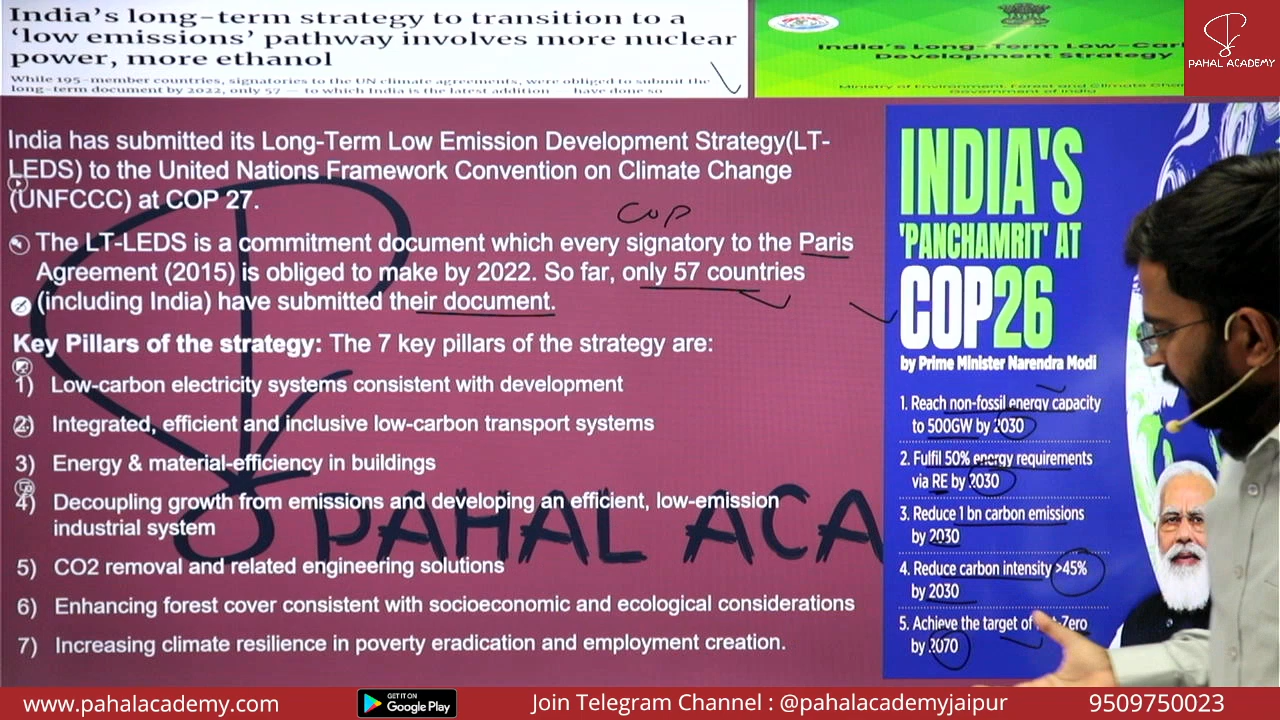 India's long-term strategy to transition to a
'low emissions' pathway involves more nuclear
power, more ethanol
While 195-member countries, signatories to the UN climate agreements, were obliged to submit the
long-term document by 2022, only 57 — to which India is the latest addition — have done so
India's Long-Term Low-Car
Development Strategy
Ministry of Environment, Forest and Climate Chan
Government of India
PAHAL ACADEMY
India has submitted its Long-Term Low Emission Development Strategy(LT-
LEDS) to the United Nations Framework Convention on Climate Change
(UNFCCC) at COP 27.
COP
The LT-LEDS is a commitment document which every signatory to the Paris
Agreement (2015) is obliged to make by 2022. So far, only 57 countries
(including India) have submitted their document.
Key Pillars of the strategy: The 7 key pillars of the strategy are:
1) Low-carbon electricity systems consistent with development
2) Integrated, efficient and inclusive low-carbon transport systems
3) Energy & material-efficiency in buildings
4) Decoupling growth from emissions and developing an efficient, low-emission
industrial system
5) CO2 removal and related engineering solutions
6) Enhancing forest cover consistent with socioeconomic and ecological considerations
7) Increasing climate resilience in poverty eradication and employment creation.
PAHAL ACA
INDIA'S
'PANCHAMRIT' AT
COP26
by Prime Minister Narendra Modi
1. Reach non-fossil energy capacity
to 500GW by 2030
2. Fulfil 50% energy requirements
via RE by 2030
3. Reduce 1 bn carbon emissions
by 2030
4. Reduce carbon intensity >45%
by 2030
5. Achieve the target of -Zero
by 2070
www.pahalacademy.com
GET IT ON
Google Play
Join Telegram Channel : @pahalacademyjaipur
9509750023